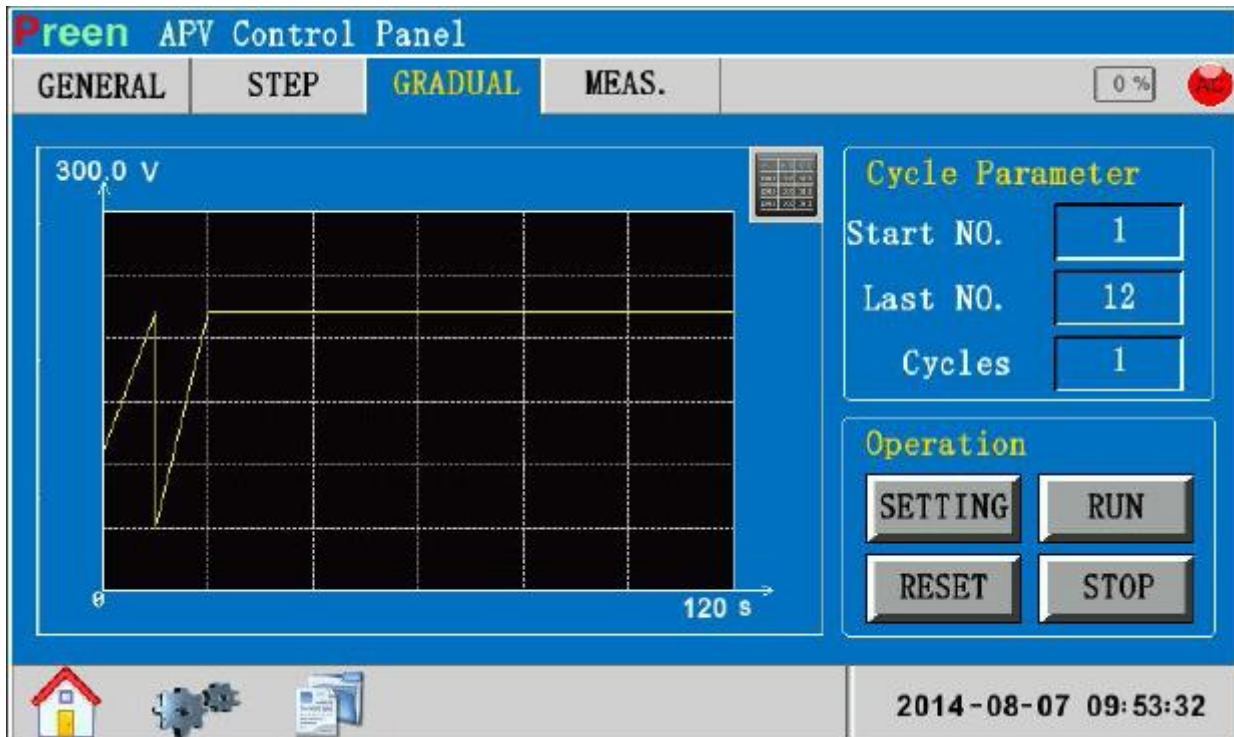 Preen APV Control Panel
GENERAL STEP GRADUAL MEAS. 0 % AC
300.0 V
0
120 s
Cycle Parameter
Start NO. 1
Last NO. 12
Cycles 1
Operation
SETTING RUN
RESET STOP
2014-08-07 09:53:32